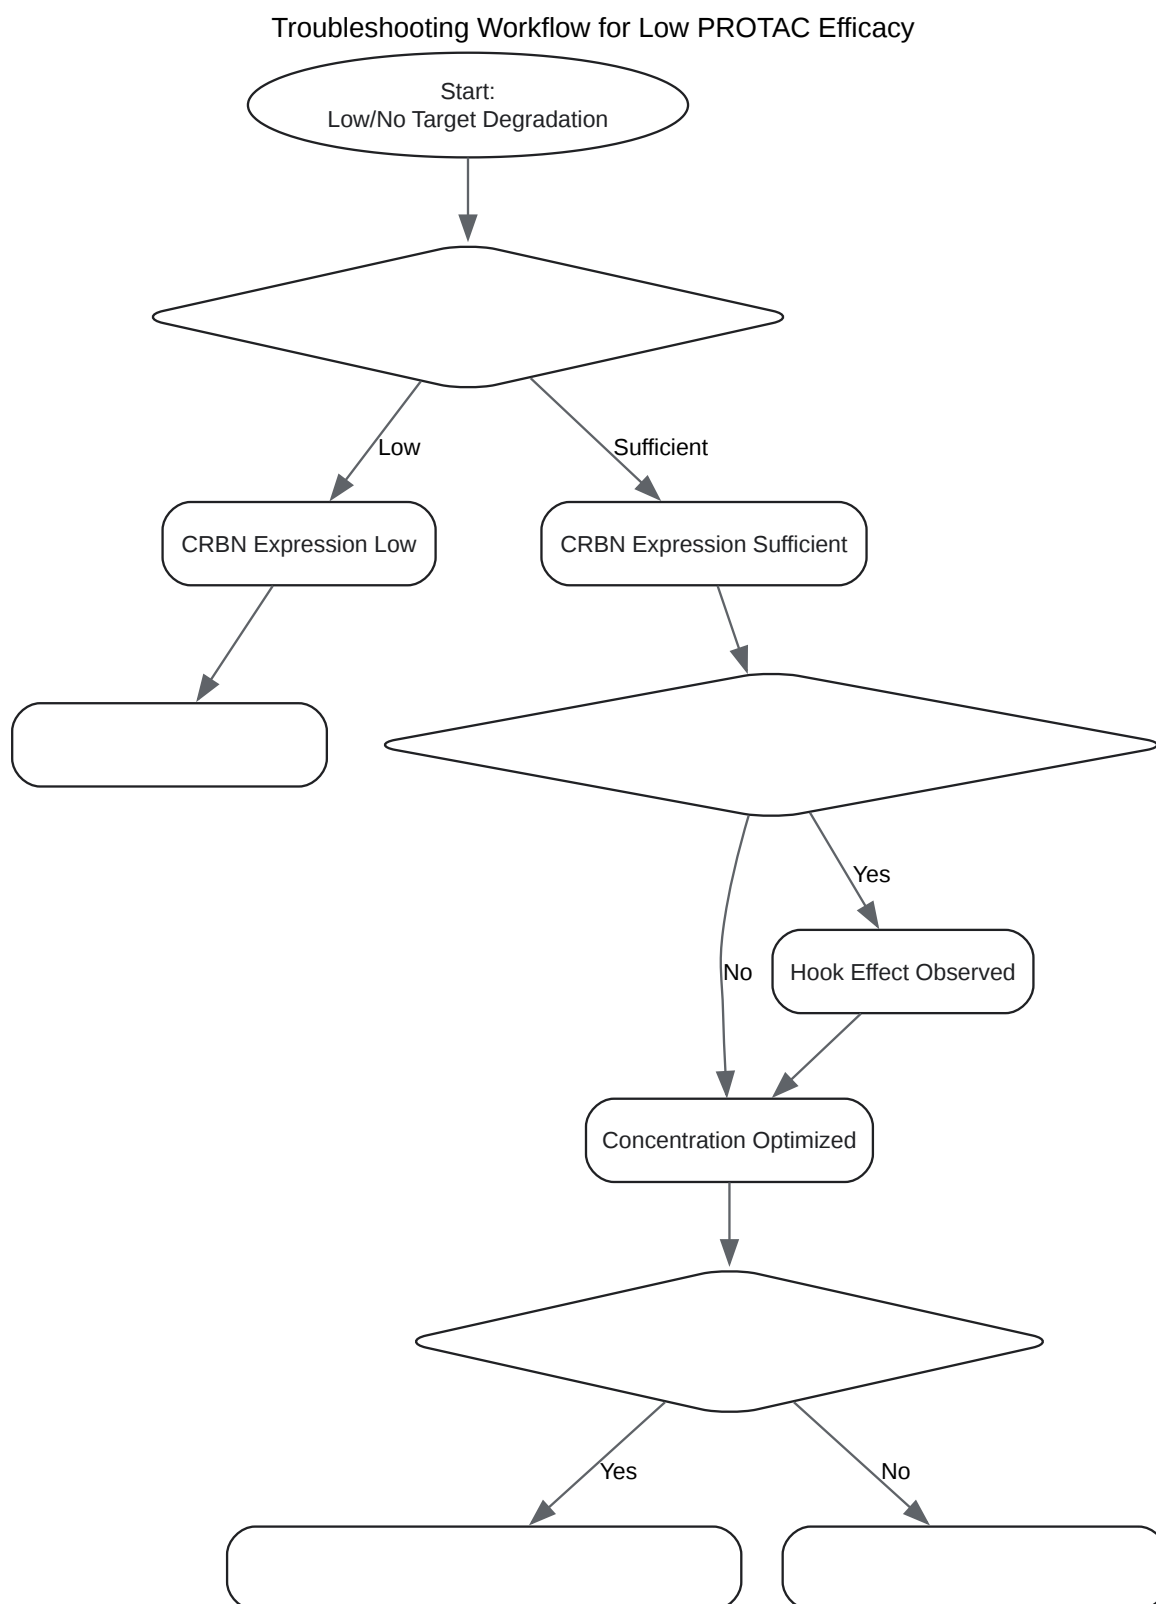 Troubleshooting Workflow for Low PROTAC Efficacy
Start:
Low/No Target Degradation
Low
Sufficient
CRBN Expression Low
CRBN Expression Sufficient
Yes
No
Hook Effect Observed
Concentration Optimized
Yes
No